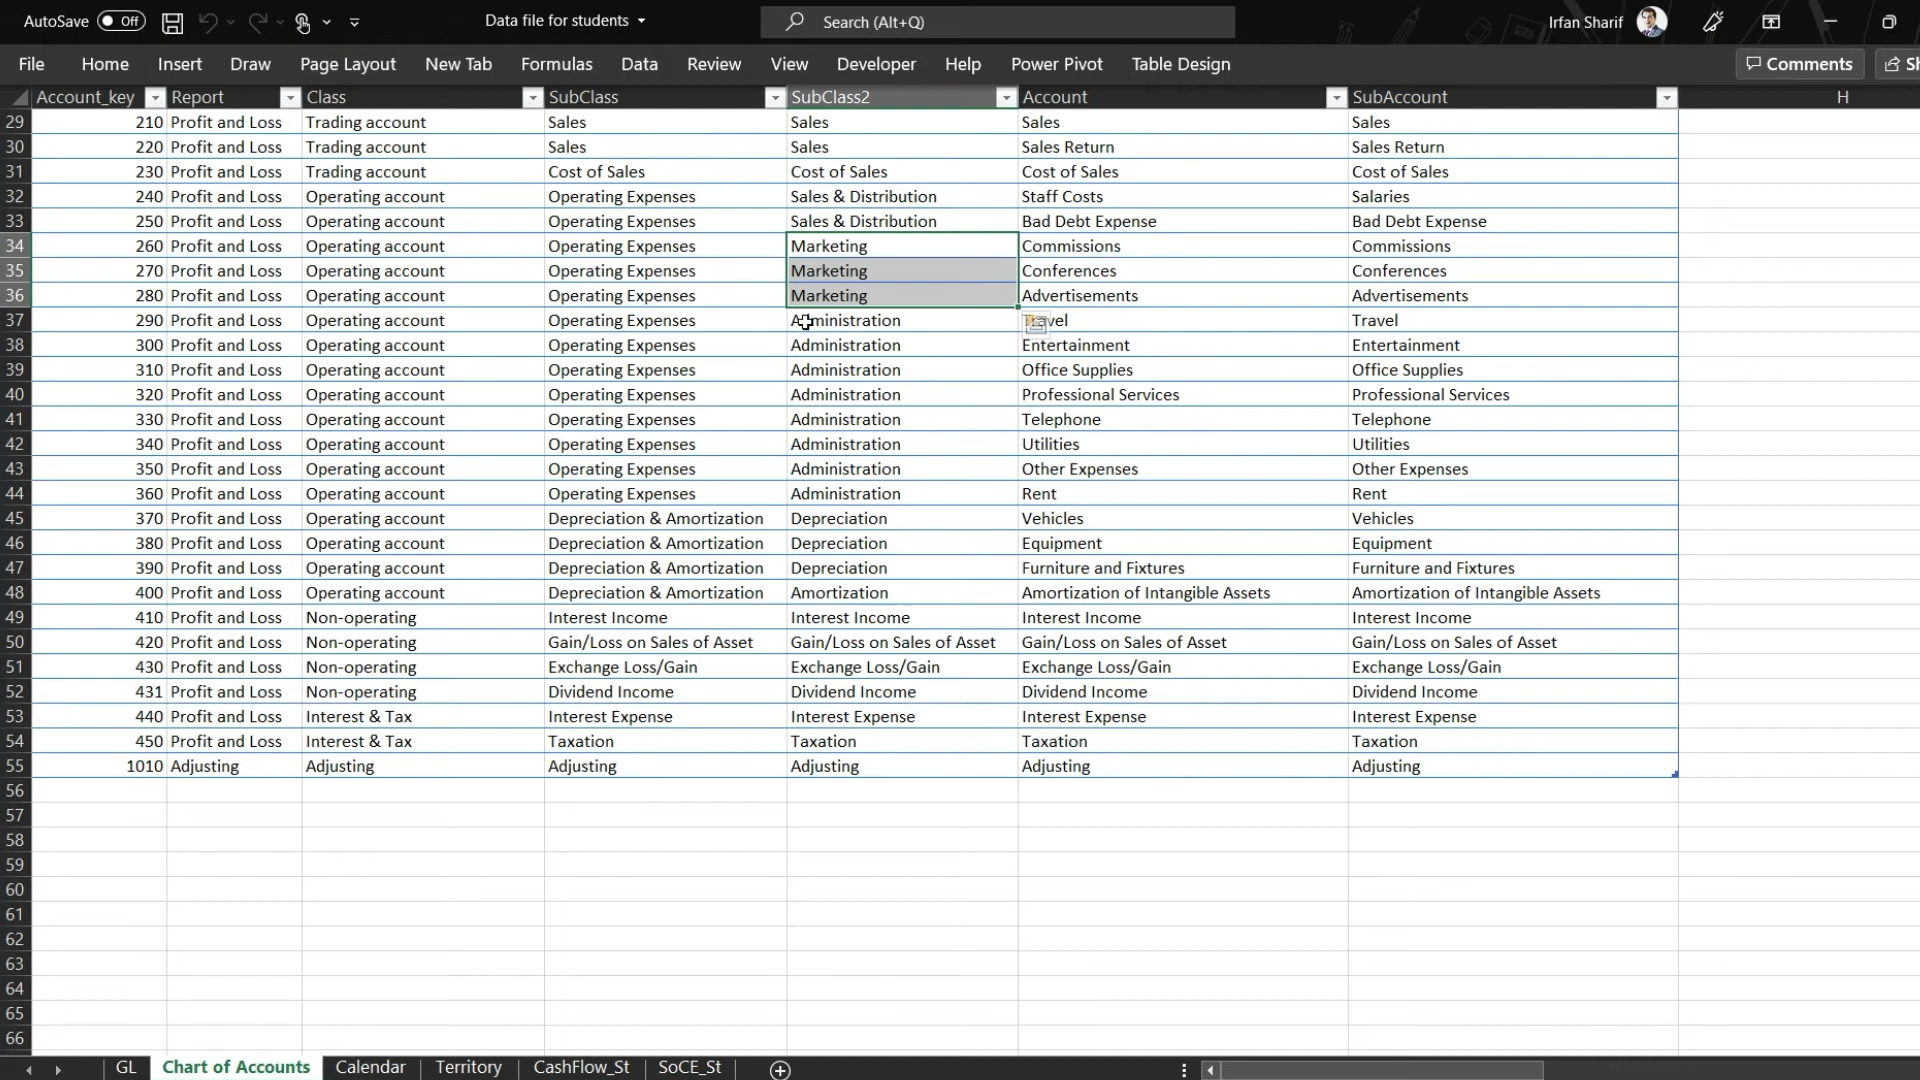 AutoSave Off Data file for students Search (Alt+Q) Irfan Sharif
File Home Insert Draw Page Layout New Tab Formulas Data Review View Developer Help Power Pivot Table Design Comments
Account_key Report Class SubClass SubClass2 Account SubAccount H
29 210 Profit and Loss Trading account Sales Sales Sales Sales
30 220 Profit and Loss Trading account Sales Sales Sales Return Sales Return
31 230 Profit and Loss Trading account Cost of Sales Cost of Sales Cost of Sales Cost of Sales
32 240 Profit and Loss Operating account Operating Expenses Sales & Distribution Staff Costs Salaries
33 250 Profit and Loss Operating account Operating Expenses Sales & Distribution Bad Debt Expense Bad Debt Expense
34 260 Profit and Loss Operating account Operating Expenses Marketing Commissions Commissions
35 270 Profit and Loss Operating account Operating Expenses Marketing Conferences Conferences
36 280 Profit and Loss Operating account Operating Expenses Marketing Advertisements Advertisements
37 290 Profit and Loss Operating account Operating Expenses Administration Travel Travel
38 300 Profit and Loss Operating account Operating Expenses Administration Entertainment Entertainment
39 310 Profit and Loss Operating account Operating Expenses Administration Office Supplies Office Supplies
40 320 Profit and Loss Operating account Operating Expenses Administration Professional Services Professional Services
41 330 Profit and Loss Operating account Operating Expenses Administration Telephone Telephone
42 340 Profit and Loss Operating account Operating Expenses Administration Utilities Utilities
43 350 Profit and Loss Operating account Operating Expenses Administration Other Expenses Other Expenses
44 360 Profit and Loss Operating account Operating Expenses Administration Rent Rent
45 370 Profit and Loss Operating account Depreciation & Amortization Depreciation Vehicles Vehicles
46 380 Profit and Loss Operating account Depreciation & Amortization Depreciation Equipment Equipment
47 390 Profit and Loss Operating account Depreciation & Amortization Depreciation Furniture and Fixtures Furniture and Fixtures
48 400 Profit and Loss Operating account Depreciation & Amortization Amortization Amortization of Intangible Assets Amortization of Intangible Assets
49 410 Profit and Loss Non-operating Interest Income Interest Income Interest Income Interest Income
50 420 Profit and Loss Non-operating Gain/Loss on Sales of Asset Gain/Loss on Sales of Asset Gain/Loss on Sales of Asset Gain/Loss on Sales of Asset
51 430 Profit and Loss Non-operating Exchange Loss/Gain Exchange Loss/Gain Exchange Loss/Gain Exchange Loss/Gain
52 431 Profit and Loss Non-operating Dividend Income Dividend Income Dividend Income Dividend Income
53 440 Profit and Loss Interest & Tax Interest Expense Interest Expense Interest Expense Interest Expense
54 450 Profit and Loss Interest & Tax Taxation Taxation Taxation Taxation
55 1010 Adjusting Adjusting Adjusting Adjusting Adjusting Adjusting
56
57
58
59
60
61
62
63
64
65
66
GL Chart of Accounts Calendar Territory CashFlow_St SoCE_St